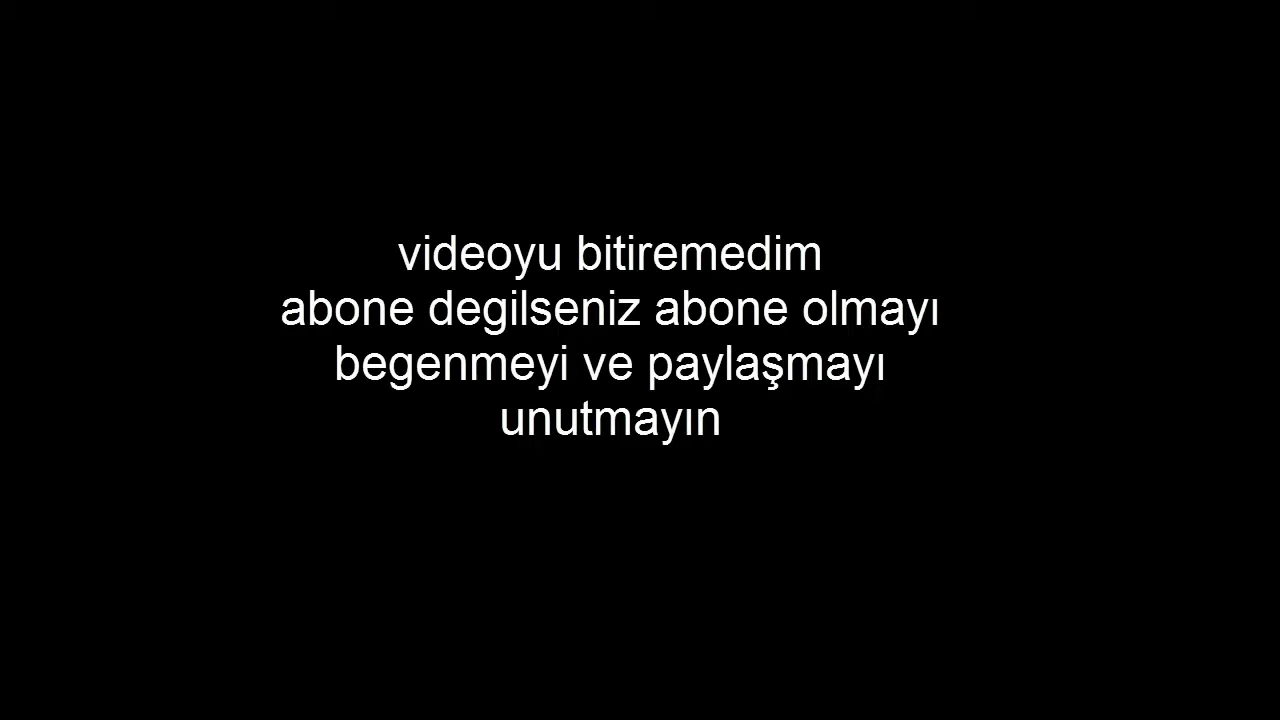 videoyu bitiremedim
abone degilseniz abone olmayı
begenmeyi ve paylaşmayı
unutmayın